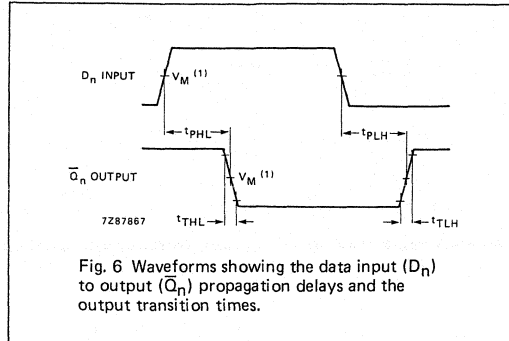 Dn INPUT
VM (1)
tPHL
tPLH
Q̅n OUTPUT
VM (1)
7Z87867
tTHL
tTLH
Fig. 6 Waveforms showing the data input (Dn)
to output (Q̅n) propagation delays and the
output transition times.